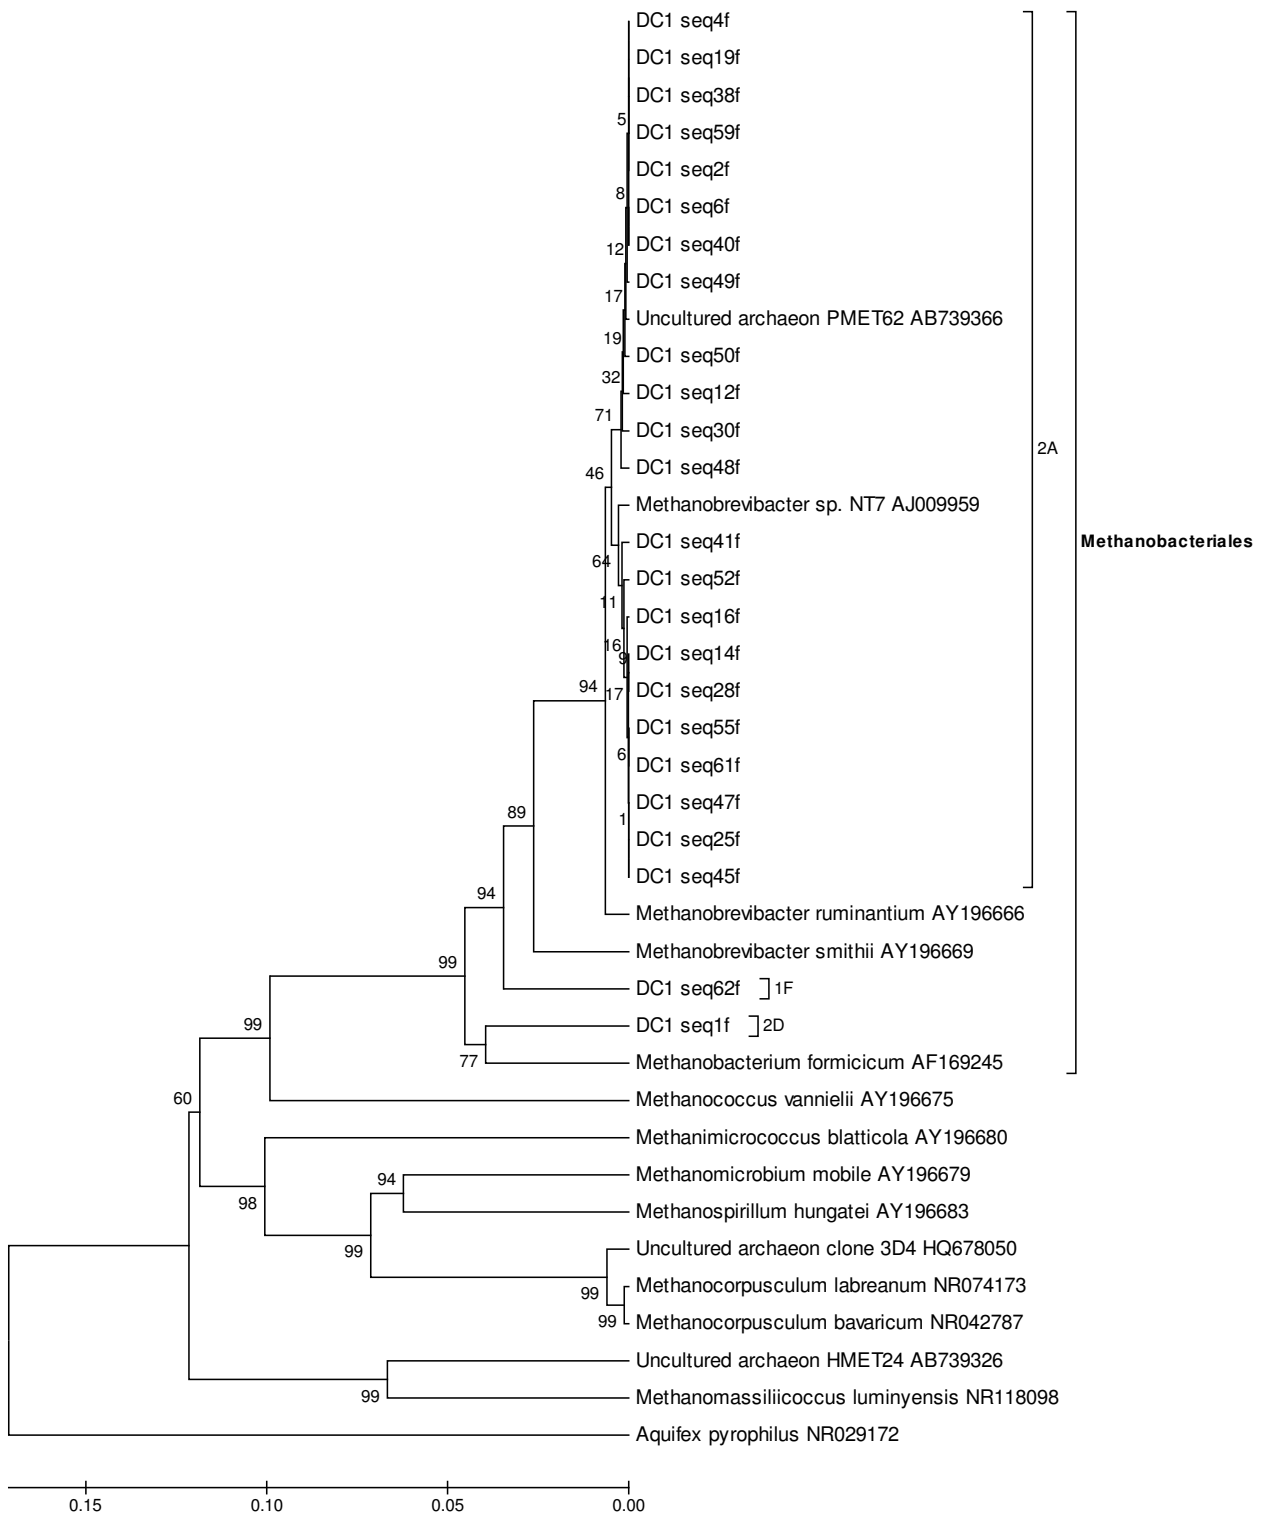 DC1 seq4f
DC1 seq19f
DC1 seq38f
5
DC1 seq59f
DC1 seq2f
8
DC1 seq6f
12
DC1 seq40f
DC1 seq49f
17
Uncultured archaeon PMET62 AB739366
19
DC1 seq50f
32
DC1 seq12f
71
DC1 seq30f
2A
46
DC1 seq48f
Methanobrevibacter sp. NT7 AJ009959
DC1 seq41f
Methanobacteriales
64
DC1 seq52f
11
DC1 seq16f
16
9
DC1 seq14f
94
17
DC1 seq28f
DC1 seq55f
6
DC1 seq61f
DC1 seq47f
89
1
DC1 seq25f
DC1 seq45f
94
Methanobrevibacter ruminantium AY196666
Methanobrevibacter smithii AY196669
99
DC1 seq62f
1F
99
DC1 seq1f
2D
77
Methanobacterium formicicum AF169245
60
Methanococcus vannielii AY196675
Methanimicrococcus blatticola AY196680
94
Methanomicrobium mobile AY196679
98
Methanospirillum hungatei AY196683
99
Uncultured archaeon clone 3D4 HQ678050
99
Methanocorpusculum labreanum NR074173
99
Methanocorpusculum bavaricum NR042787
Uncultured archaeon HMET24 AB739326
99
Methanomassiliicoccus luminyensis NR118098
Aquifex pyrophilus NR029172
0.15
0.10
0.05
0.00